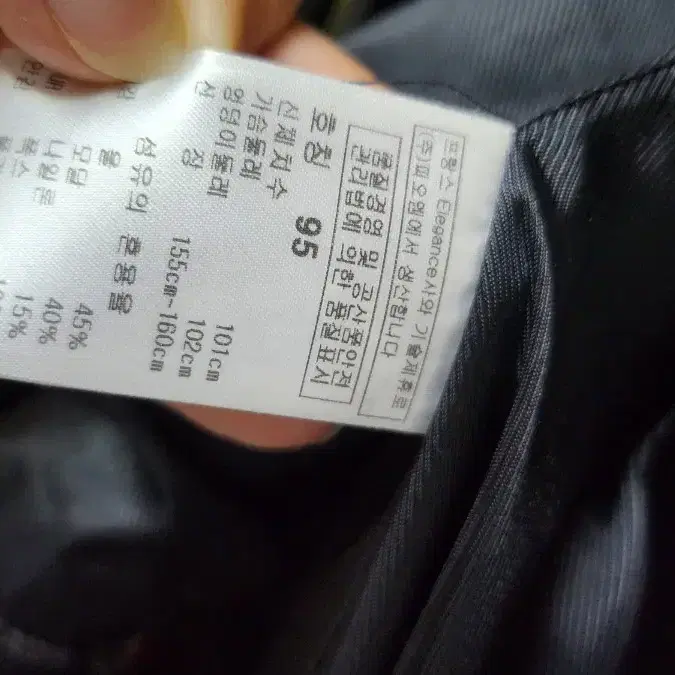 프랑스 Elegance사와 기술제휴로
(주)피오엠에서 생산합니다
품질경영 및 공산품안전
관리법에 의한 품질표시
호칭 95
신체치수
가슴둘레 101cm
엉덩이둘레 102cm
신 장 155cm~160cm
섬유의 혼용율
울 45%
모달 40%
나일론 15%